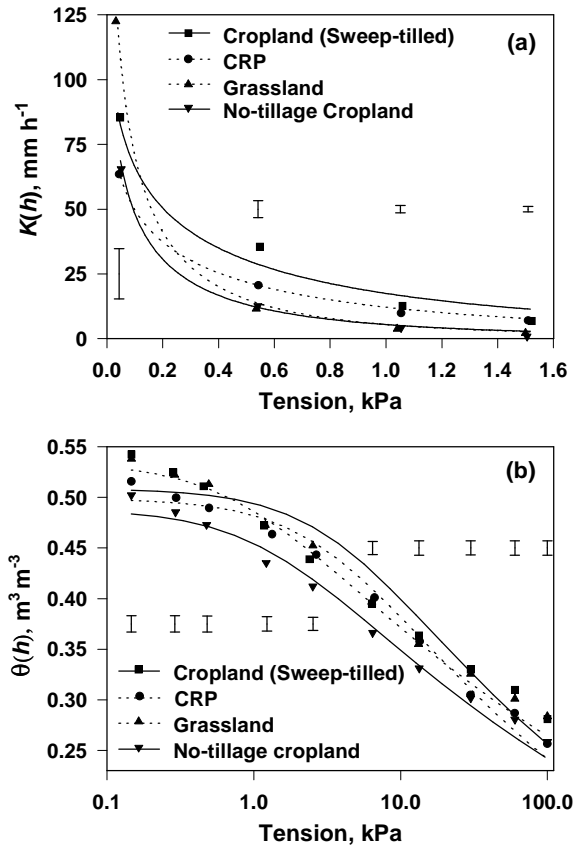 125
100
75
50
25
0
K(h), mm h-1
Cropland (Sweep-tilled)
CRP
Grassland
No-tillage Cropland
(a)
0.0 0.2 0.4 0.6 0.8 1.0 1.2 1.4 1.6
Tension, kPa
0.55
0.50
0.45
0.40
0.35
0.30
0.25
θ(h), m3 m-3
(b)
Cropland (Sweep-tilled)
CRP
Grassland
No-tillage cropland
0.1 1.0 10.0 100.0
Tension, kPa